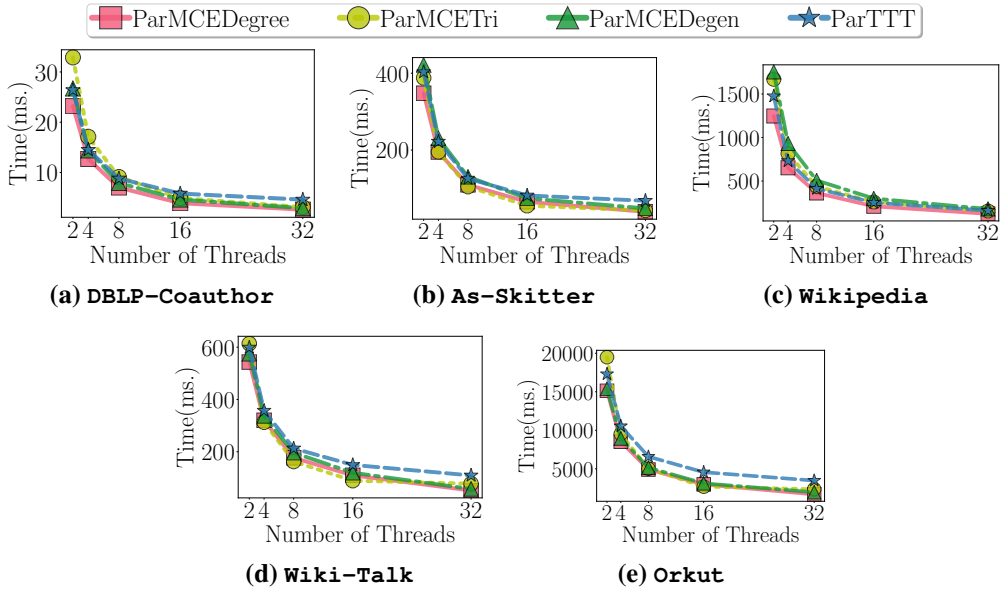 ParMCEDegree ParMCETri ParMCEDegen ParTTT
Time(ms.)
30
20
10
2 4 8 16 32
Number of Threads
(a) DBLP-Coauthor
Time(ms.)
400
200
2 4 8 16 32
Number of Threads
(b) As-Skitter
Time(ms.)
1500
1000
500
2 4 8 16 32
Number of Threads
(c) Wikipedia
Time(ms.)
600
400
200
2 4 8 16 32
Number of Threads
(d) Wiki-Talk
Time(ms.)
20000
15000
10000
5000
2 4 8 16 32
Number of Threads
(e) Orkut